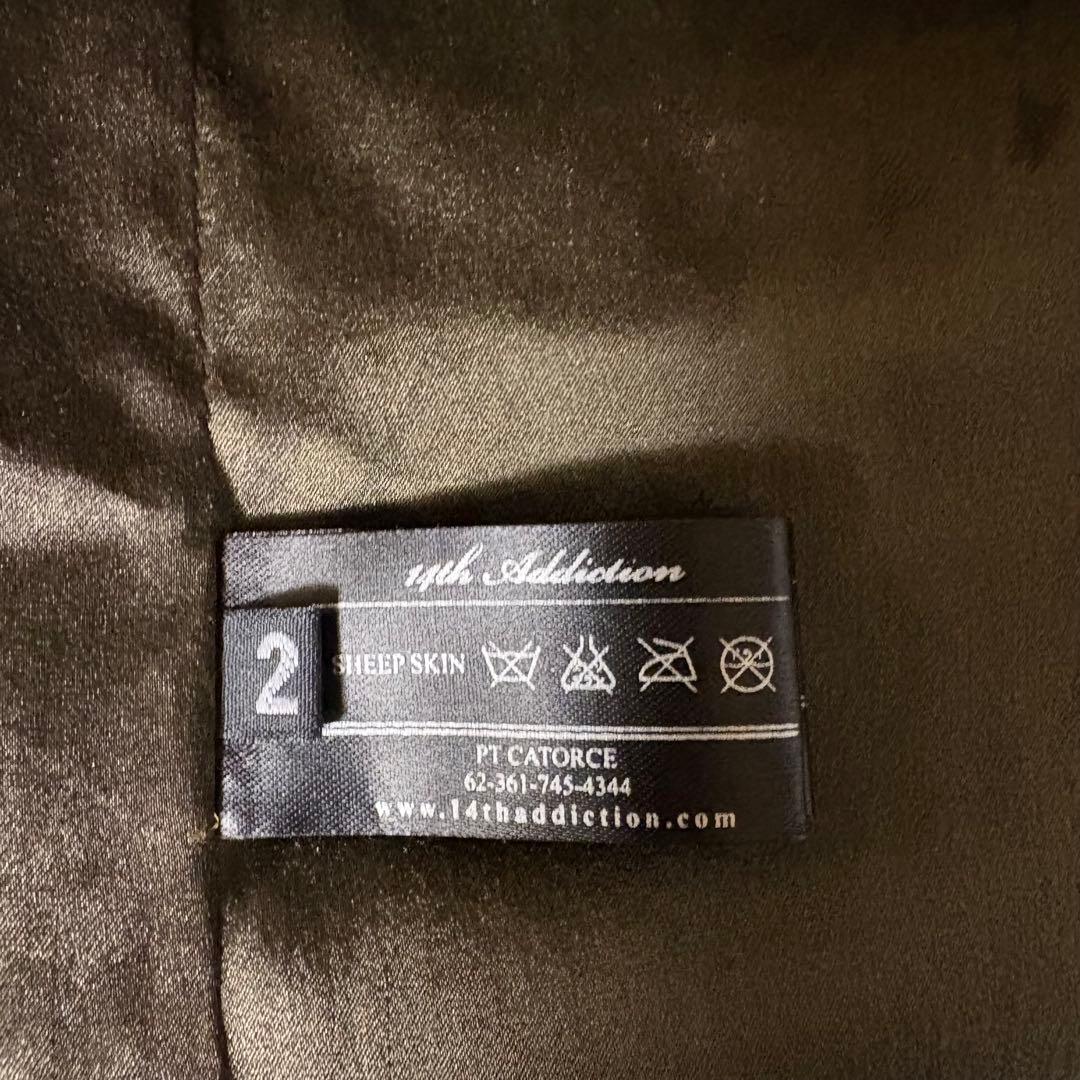 14th Addiction
2
SHEEP SKIN
PT CATORCE
62-361-745-4344
www.14thaddiction.com